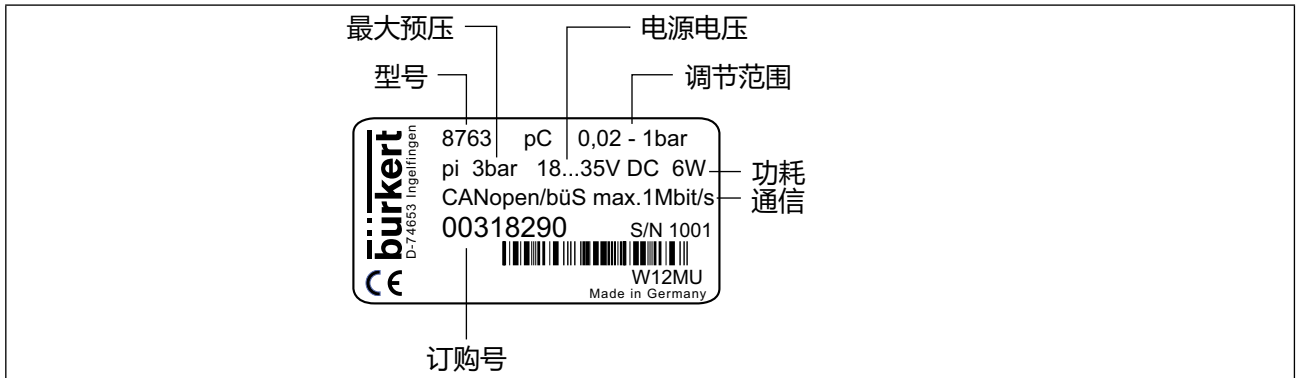 最大预压
电源电压
型号
调节范围
bürkert
D-74653 Ingelfingen
8763 pC 0,02 - 1bar
pi 3bar 18...35V DC 6W
功耗
CANopen/büS max.1Mbit/s
通信
00318290 S/N 1001
W12MU
CE
Made in Germany
订购号